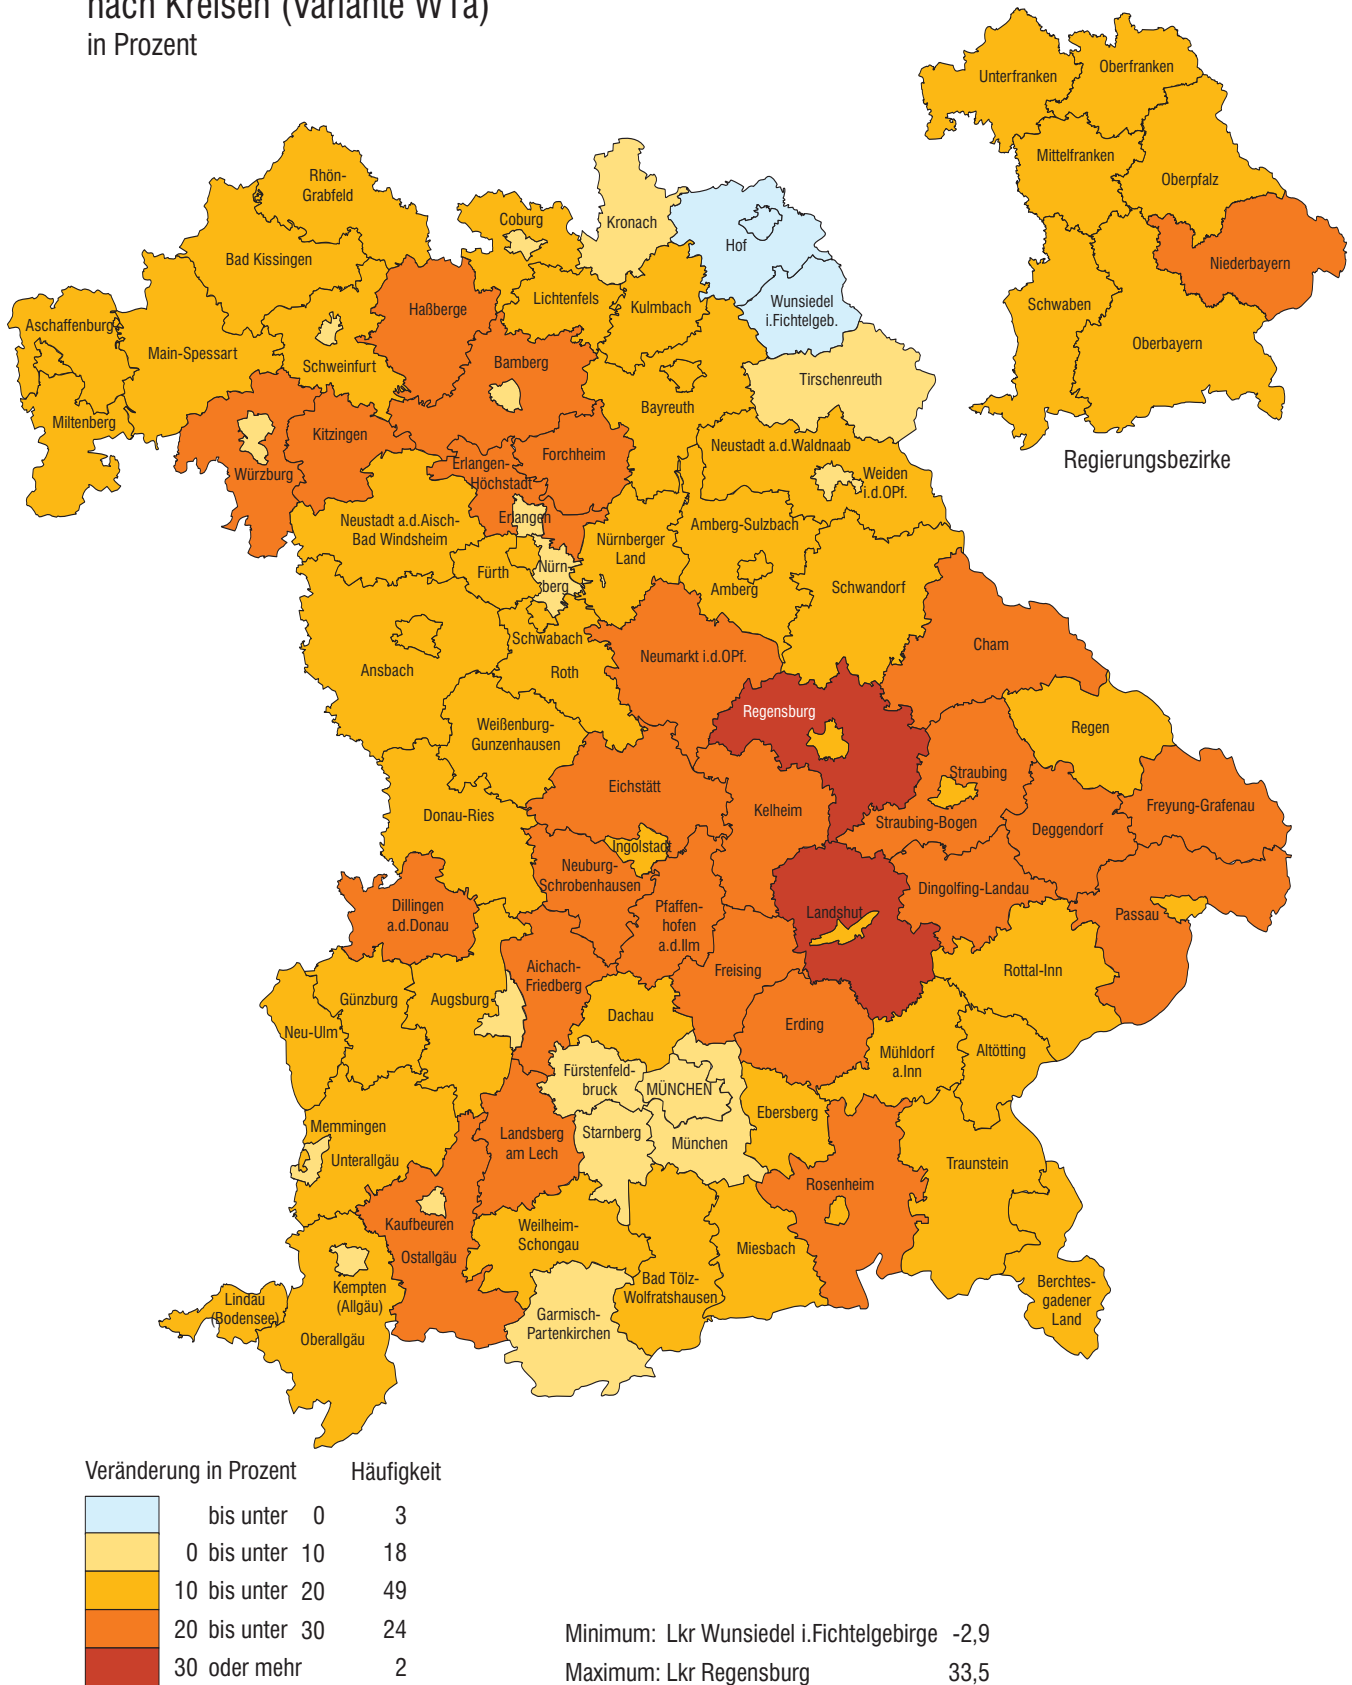 nach Kreisen (Variante W1a)
in Prozent
Unterfranken
Oberfranken
Mittelfranken
Oberpfalz
Niederbayern
Schwaben
Oberbayern
Regierungsbezirke
Rhön-
Grabfeld
Coburg
Kronach
Hof
Bad Kissingen
Haßberge
Lichtenfels
Kulmbach
Wunsiedel
i.Fichtelgeb.
Aschaffenburg
Main-Spessart
Schweinfurt
Bamberg
Tirschenreuth
Bayreuth
Miltenberg
Kitzingen
Würzburg
Forchheim
Erlangen-
Höchstadt
Neustadt a.d.Waldnaab
Weiden
i.d.OPf.
Erlangen
Neustadt a.d.Aisch-
Bad Windsheim
Amberg-Sulzbach
Nürnberger
Land
Fürth
Nürn-
berg
Amberg
Schwandorf
Schwabach
Roth
Ansbach
Neumarkt i.d.OPf.
Cham
Regensburg
Weißenburg-
Gunzenhausen
Regen
Eichstätt
Straubing
Donau-Ries
Kelheim
Straubing-Bogen
Deggendorf
Freyung-Grafenau
Ingolstadt
Neuburg-
Schrobenhausen
Dingolfing-Landau
Dillingen
a.d.Donau
Pfaffen-
hofen
a.d.Ilm
Landshut
Passau
Aichach-
Friedberg
Freising
Rottal-Inn
Günzburg
Augsburg
Neu-Ulm
Dachau
Erding
Mühldorf
a.Inn
Altötting
Fürstenfeld-
bruck
MÜNCHEN
Ebersberg
Memmingen
Unterallgäu
Landsberg
am Lech
Starnberg
München
Traunstein
Rosenheim
Kaufbeuren
Ostallgäu
Weilheim-
Schongau
Miesbach
Bad Tölz-
Wolfratshausen
Kempten
(Allgäu)
Lindau
(Bodensee)
Oberallgäu
Garmisch-
Partenkirchen
Berchtes-
gadener
Land
Veränderung in Prozent Häufigkeit
bis unter 0 3
0 bis unter 10 18
10 bis unter 20 49
20 bis unter 30 24
30 oder mehr 2
Minimum: Lkr Wunsiedel i.Fichtelgebirge -2,9
Maximum: Lkr Regensburg 33,5